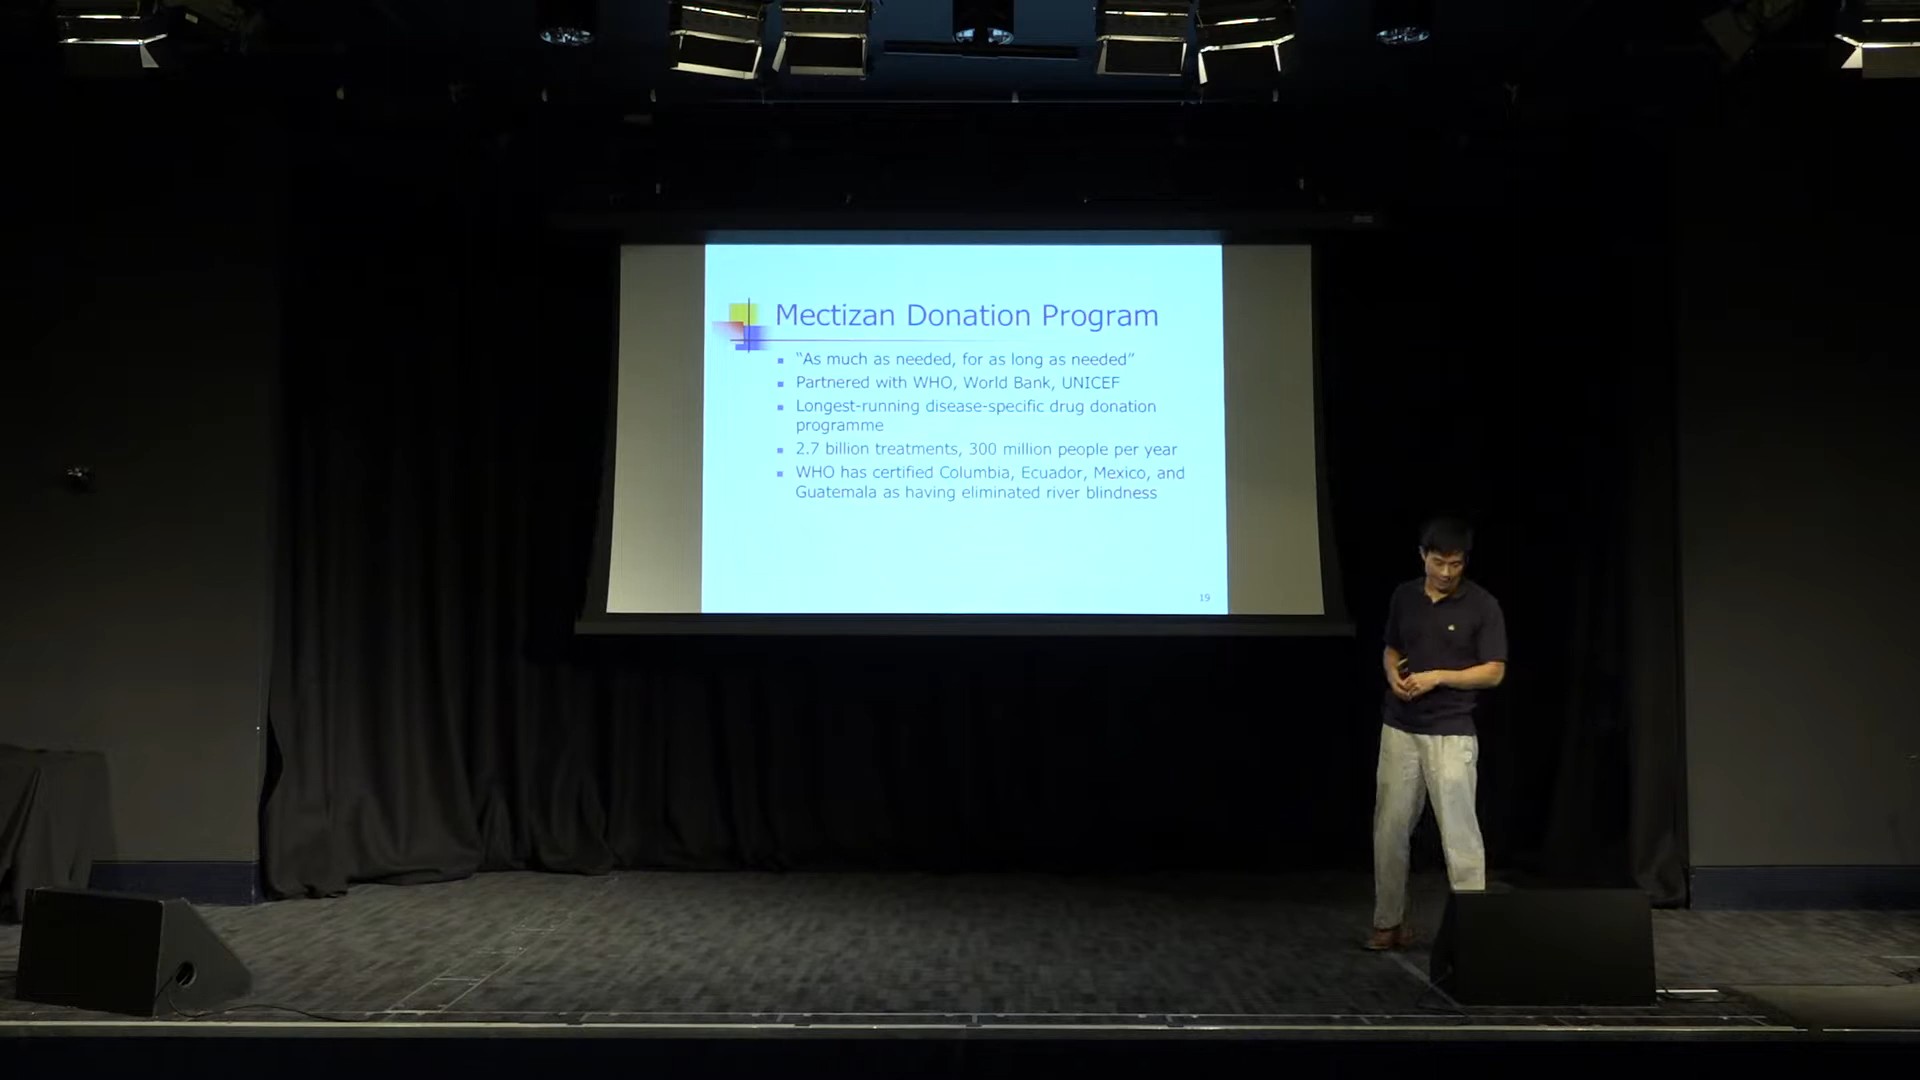 Mectizan Donation Program
"As much as needed, for as long as needed"
Partnered with WHO, World Bank, UNICEF
Longest-running disease-specific drug donation
programme
2.7 billion treatments, 300 million people per year
WHO has certified Columbia, Ecuador, Mexico, and
Guatemala as having eliminated river blindness
19